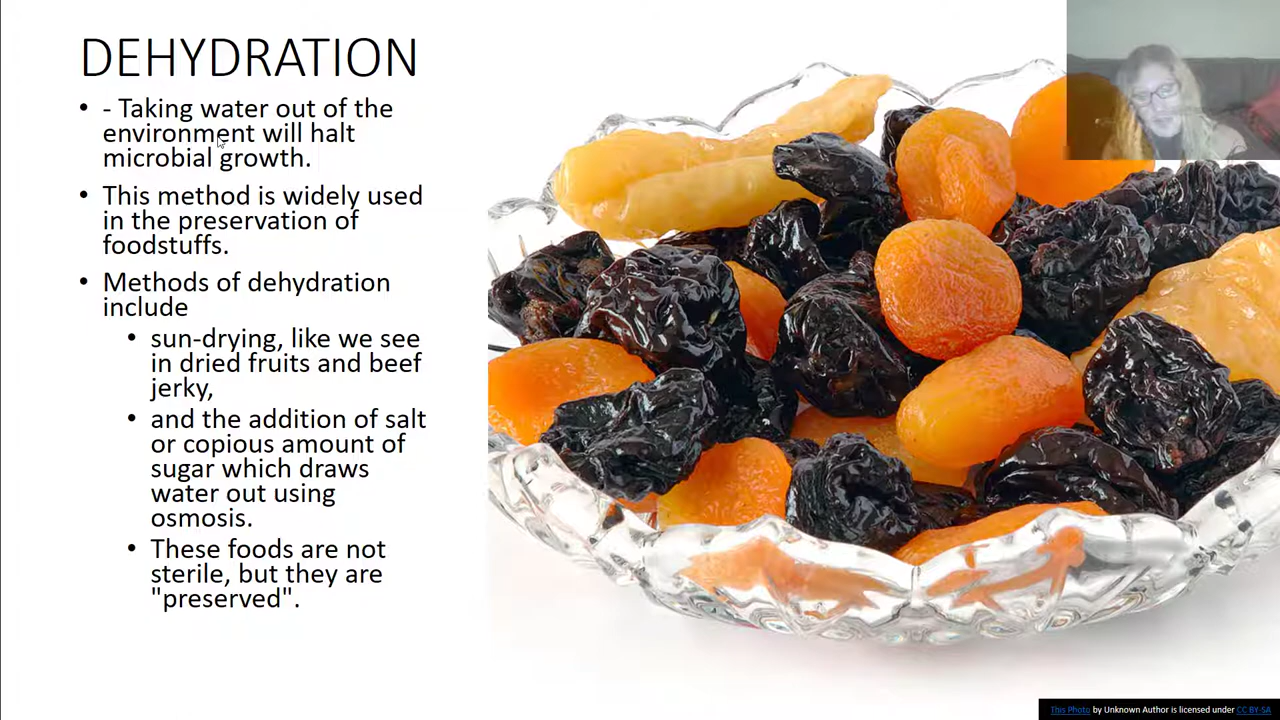 DEHYDRATION
• - Taking water out of the
environment will halt
microbial growth.
• This method is widely used
in the preservation of
foodstuffs.
• Methods of dehydration
include
• sun-drying, like we see
in dried fruits and beef
jerky,
• and the addition of salt
or copious amount of
sugar which draws
water out using
osmosis.
• These foods are not
sterile, but they are
"preserved".
This Photo by Unknown Author is licensed under CC BY-SA